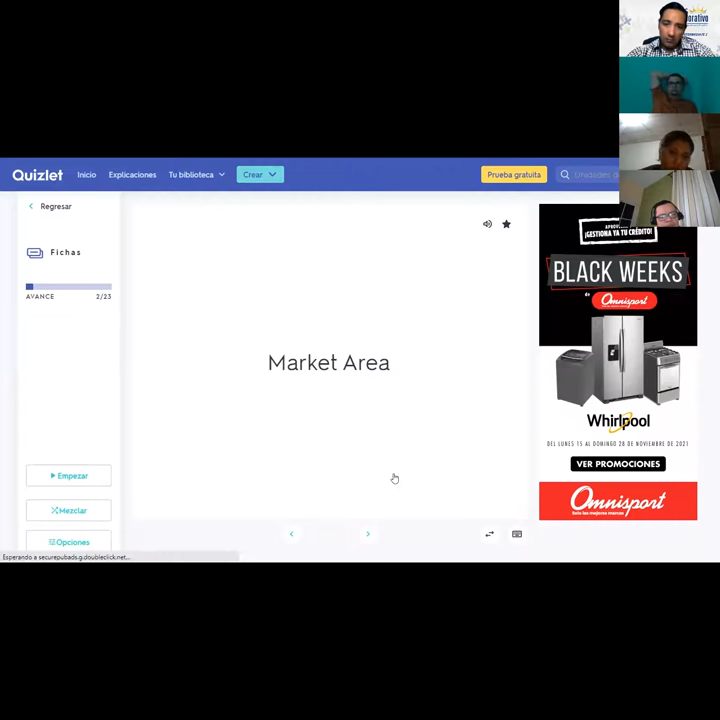 Quizlet
Inicio
Explicaciones
Tu biblioteca
Crear
Prueba gratuita
Regresar
Fichas
AVANCE
2/23
Market Area
Empezar
Mezclar
Opciones
Esperando a securepubads.g.doubleclick.net...
¡GESTIONA YA TU CRÉDITO!
BLACK WEEKS
de Omnisport
Whirlpool
DEL LUNES 15 AL DOMINGO 28 DE NOVIEMBRE DE 2021
VER PROMOCIONES
Omnisport